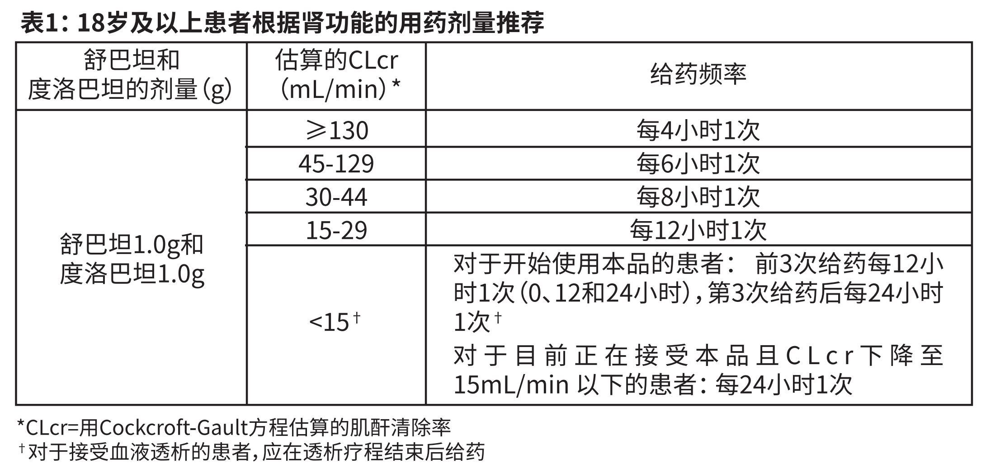 表1：18岁及以上患者根据肾功能的用药剂量推荐
舒巴坦和
度洛巴坦的剂量（g）
估算的CLcr
（mL/min）*
给药频率
≥130
每4小时1次
45-129
每6小时1次
30-44
每8小时1次
15-29
每12小时1次
舒巴坦1.0g和
度洛巴坦1.0g
<15†
对于开始使用本品的患者： 前3次给药每12小
时1次（0、12和24小时），第3次给药后每24小时
1次†
对于目前正在接受本品且CLcr下降至
15mL/min 以下的患者：每24小时1次
*CLcr=用Cockcroft-Gault方程估算的肌酐清除率
†对于接受血液透析的患者，应在透析疗程结束后给药